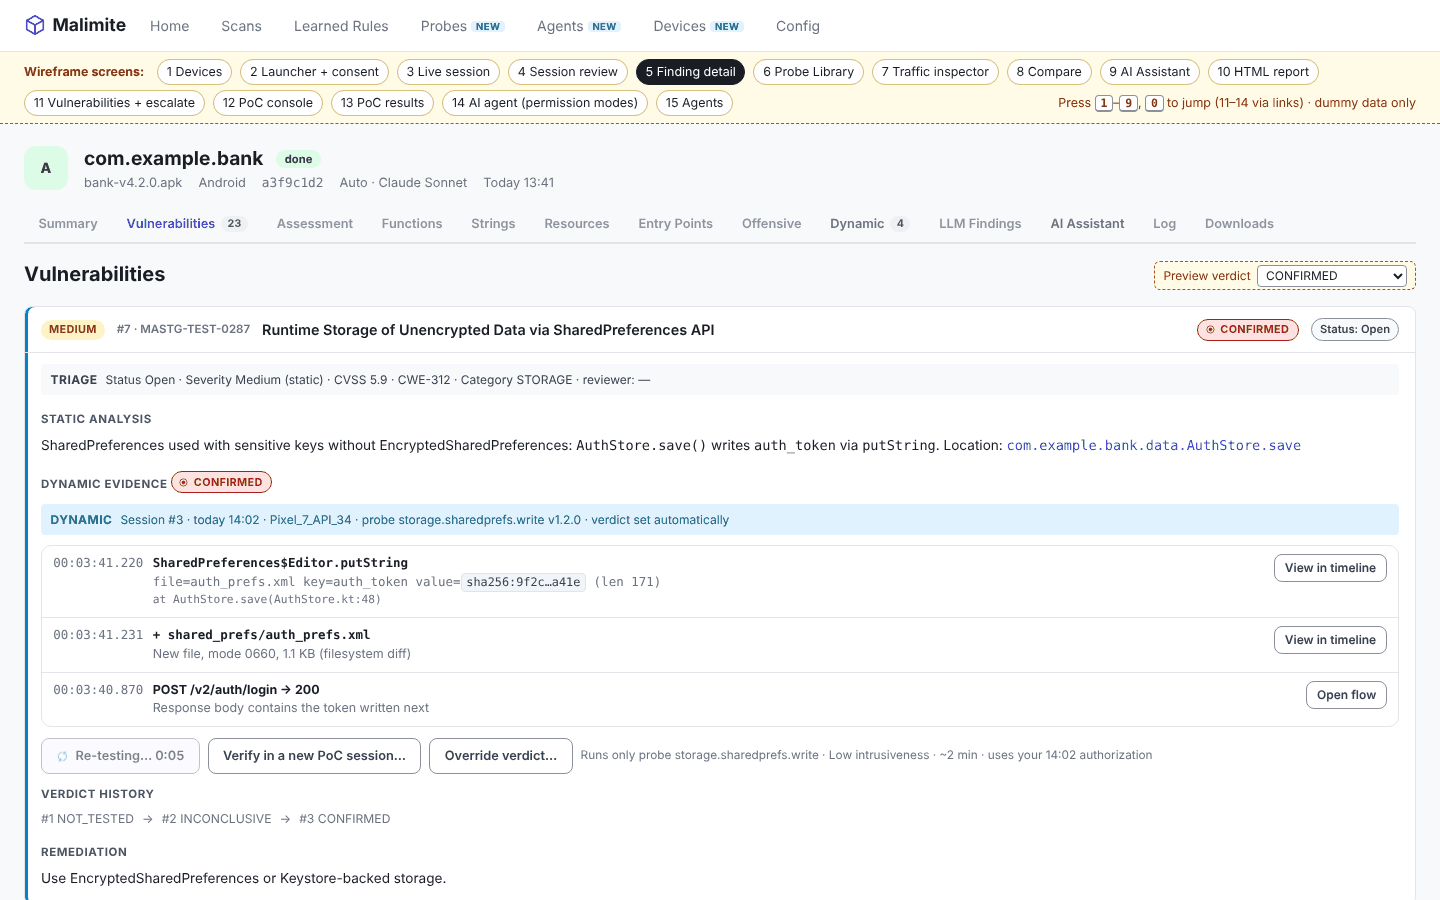 Malimite Home Scans Learned Rules Probes NEW Agents NEW Devices NEW Config
Wireframe screens: 1 Devices 2 Launcher + consent 3 Live session 4 Session review 5 Finding detail 6 Probe Library 7 Traffic inspector 8 Compare 9 AI Assistant 10 HTML report
11 Vulnerabilities + escalate 12 PoC console 13 PoC results 14 AI agent (permission modes) 15 Agents Press 1–9, 0 to jump (11–14 via links) · dummy data only
A
com.example.bank done
bank-v4.2.0.apk Android a3f9c1d2 Auto · Claude Sonnet Today 13:41
Summary Vulnerabilities 23 Assessment Functions Strings Resources Entry Points Offensive Dynamic 4 LLM Findings AI Assistant Log Downloads
Vulnerabilities Preview verdict CONFIRMED
MEDIUM #7 · MASTG-TEST-0287 Runtime Storage of Unencrypted Data via SharedPreferences API CONFIRMED Status: Open
TRIAGE Status Open · Severity Medium (static) · CVSS 5.9 · CWE-312 · Category STORAGE · reviewer: —
STATIC ANALYSIS
SharedPreferences used with sensitive keys without EncryptedSharedPreferences: AuthStore.save() writes auth_token via putString. Location: com.example.bank.data.AuthStore.save
DYNAMIC EVIDENCE CONFIRMED
DYNAMIC Session #3 · today 14:02 · Pixel_7_API_34 · probe storage.sharedprefs.write v1.2.0 · verdict set automatically
00:03:41.220 SharedPreferences$Editor.putString View in timeline
file=auth_prefs.xml key=auth_token value=sha256:9f2c…a41e (len 171)
at AuthStore.save(AuthStore.kt:48)
00:03:41.231 + shared_prefs/auth_prefs.xml View in timeline
New file, mode 0660, 1.1 KB (filesystem diff)
00:03:40.870 POST /v2/auth/login → 200 Open flow
Response body contains the token written next
Re-testing… 0:05 Verify in a new PoC session… Override verdict… Runs only probe storage.sharedprefs.write · Low intrusiveness · ~2 min · uses your 14:02 authorization
VERDICT HISTORY
#1 NOT_TESTED → #2 INCONCLUSIVE → #3 CONFIRMED
REMEDIATION
Use EncryptedSharedPreferences or Keystore-backed storage.